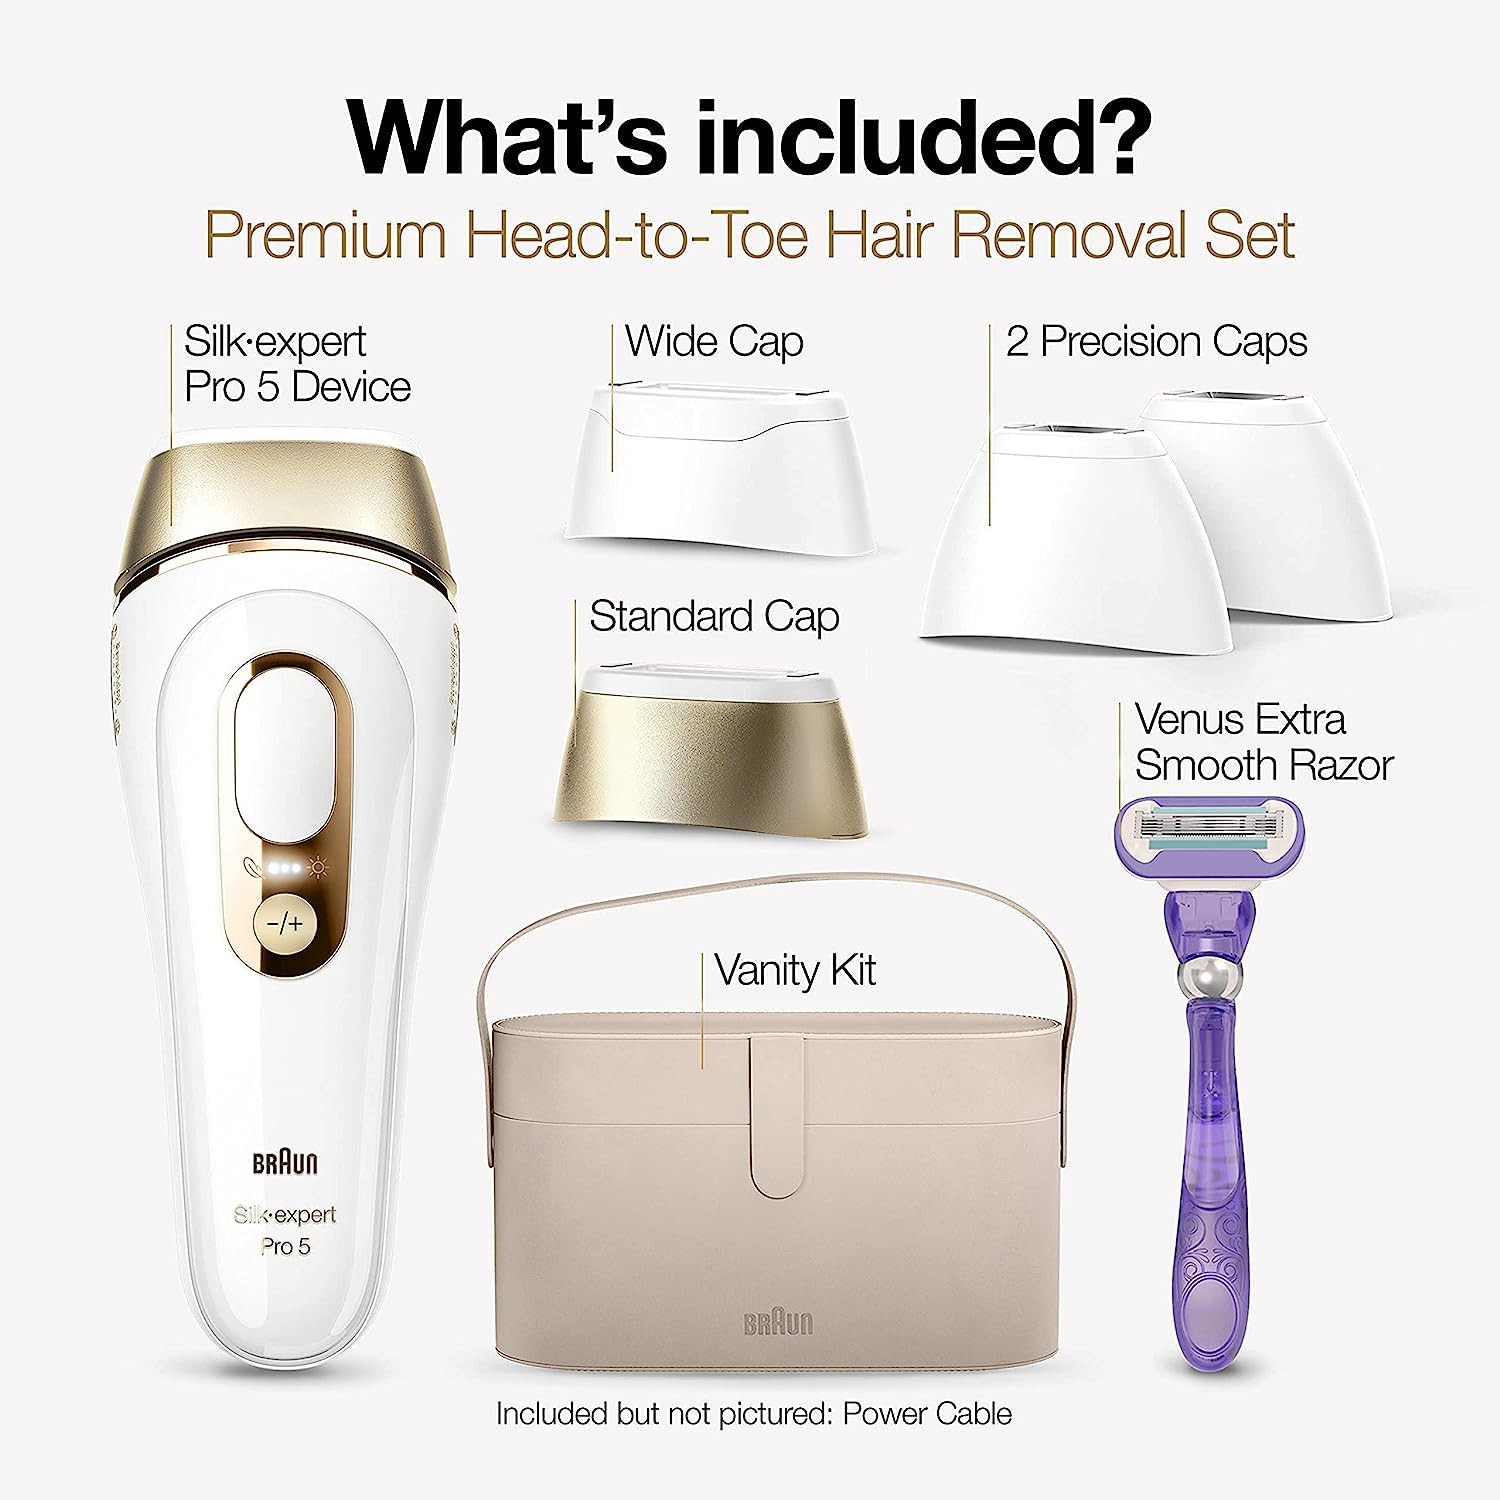 What's included?
Premium Head-to-Toe Hair Removal Set
Silk·expert
Pro 5 Device
Wide Cap
2 Precision Caps
Standard Cap
Venus Extra
Smooth Razor
-/+
Vanity Kit
BRAUN
Silk·expert
Pro 5
BRAUN
Included but not pictured: Power Cable